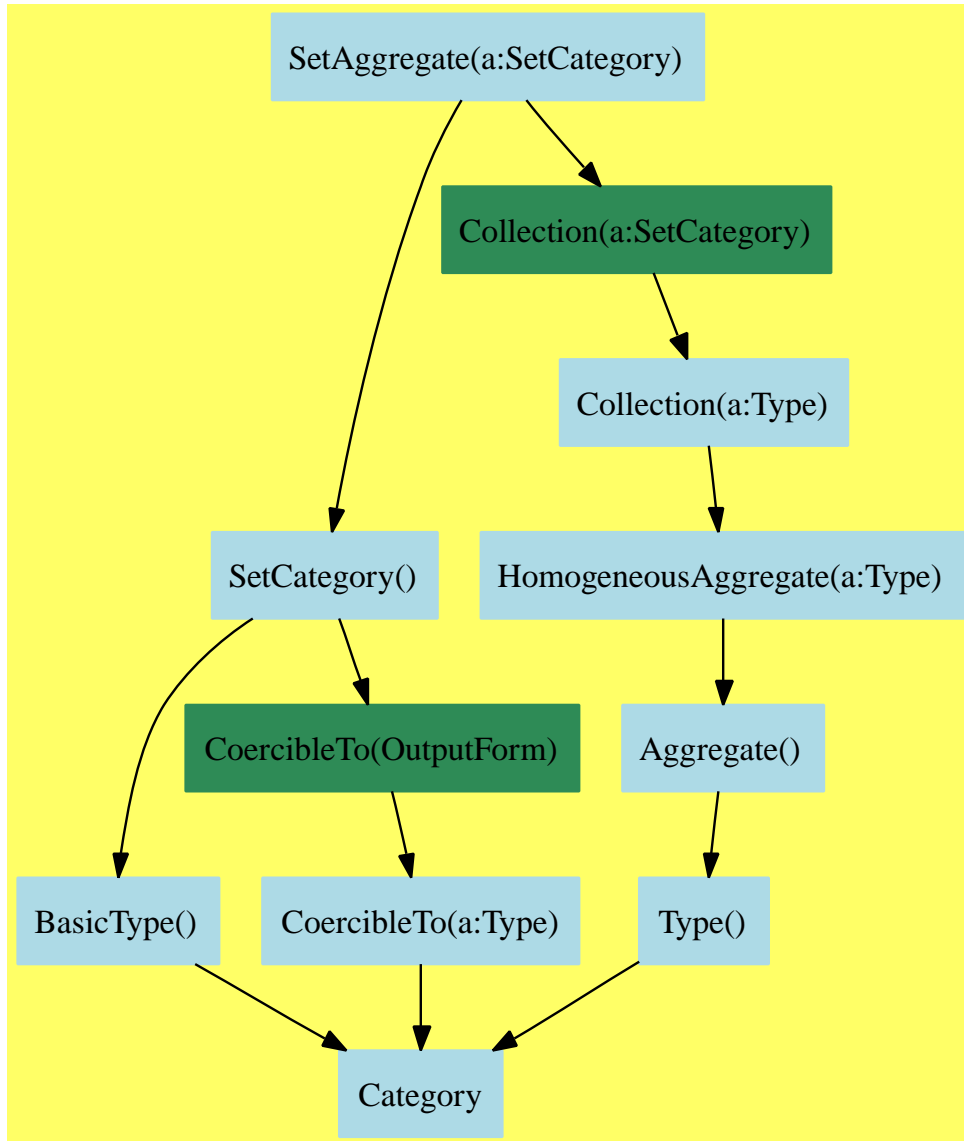 SetAggregate(a:SetCategory)
Collection(a:SetCategory)
Collection(a:Type)
SetCategory()
HomogeneousAggregate(a:Type)
CoercibleTo(OutputForm)
Aggregate()
BasicType()
CoercibleTo(a:Type)
Type()
Category